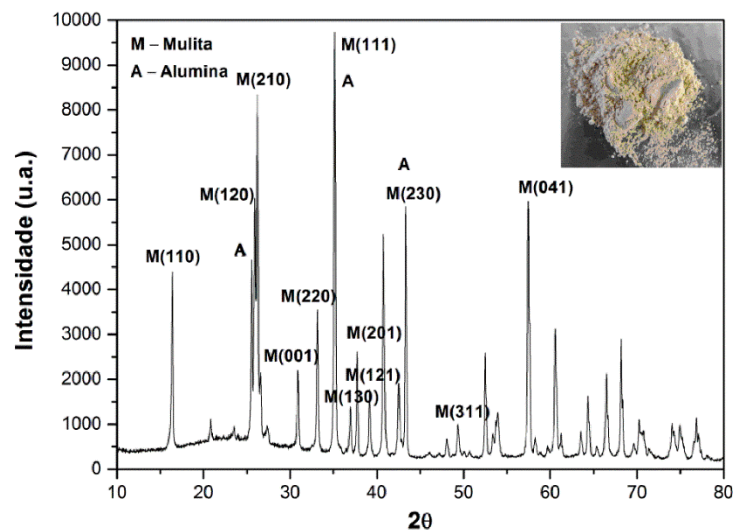 M – Mulita
A – Alumina
M(111)
A
M(210)
A
M(230)
M(120)
M(041)
M(110)
A
M(220)
M(201)
M(001)
M(121)
M(130)
M(311)
Intensidade (u.a.)
10000
9000
8000
7000
6000
5000
4000
3000
2000
1000
0
10
20
30
40
50
60
70
80
2θ